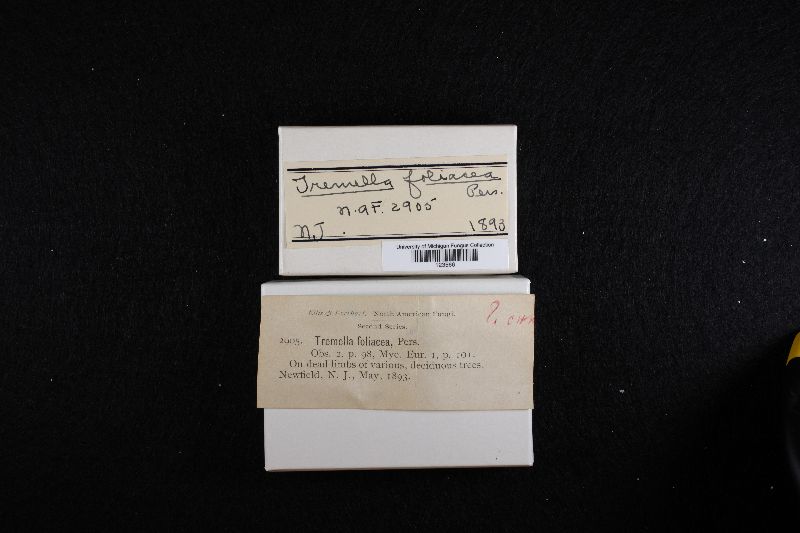 Tremella foliacea
Pers.
N.A.F. 2905
N.J. 1893
University of Michigan Fungus Collection
Ellis & Everhart, North American Fungi.
Second Series.
2905. Tremella foliacea, Pers.
Obs. 2, p. 98, Myc. Eur. 1, p. 101.
On dead limbs of various, deciduous trees.
Newfield, N. J., May, 1893.